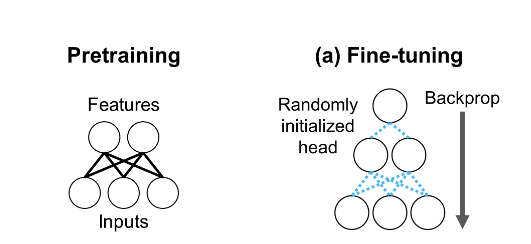 Pretraining
Features
Inputs
(a) Fine-tuning
Randomly
initialized
head
Backprop